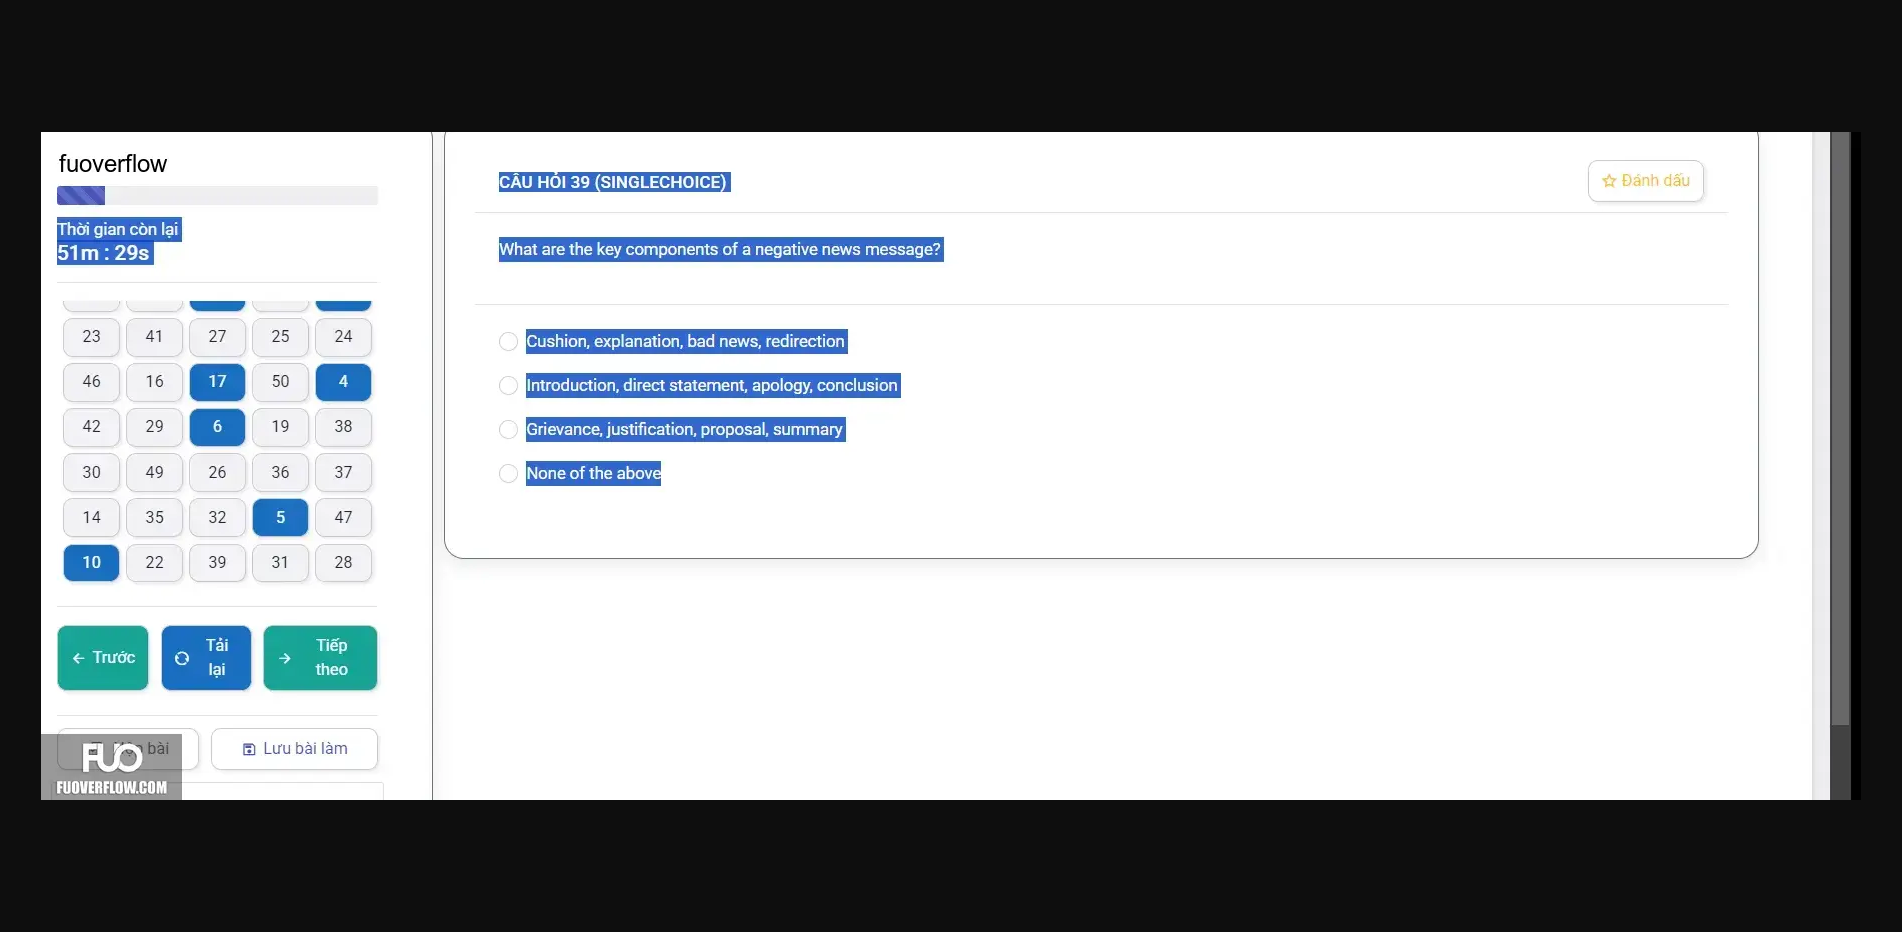 fuoverflow
Thời gian còn lại
51m : 29s
23 41 27 25 24
46 16 17 50 4
42 29 6 19 38
30 49 26 36 37
14 35 32 5 47
10 22 39 31 28
Trước
Tải lại
Tiếp theo
bài
Lưu bài làm
FUO
FUOVERFLOW.COM
CÂU HỎI 39 (SINGLECHOICE)
Đánh dấu
What are the key components of a negative news message?
Cushion, explanation, bad news, redirection
Introduction, direct statement, apology, conclusion
Grievance, justification, proposal, summary
None of the above